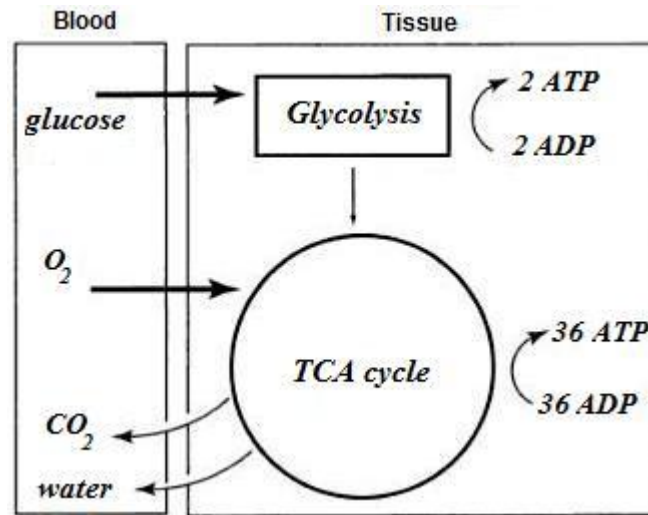 Blood
Tissue
glucose
Glycolysis
2 ATP
2 ADP
O₂
TCA cycle
36 ATP
36 ADP
CO₂
water